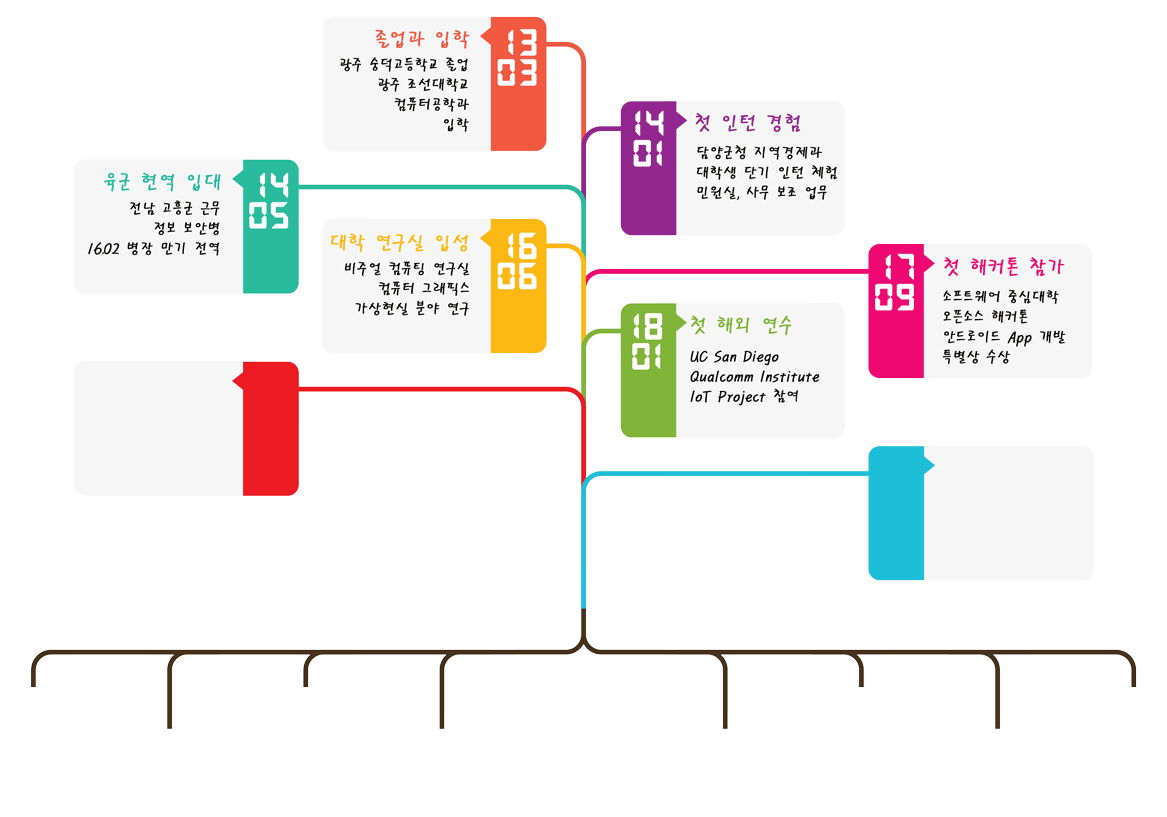 졸업과 입학
13
03
광주 숭덕고등학교 졸업
광주 조선대학교
컴퓨터공학과
입학
14
01
첫 인턴 경험
담양군청 지역경제과
대학생 단기 인턴 체험
민원실, 사무 보조 업무
육군 현역 입대
14
05
전남 고흥군 근무
정보 보안병
16.02 병장 만기 전역
대학 연구실 입성
16
06
비주얼 컴퓨팅 연구실
컴퓨터 그래픽스
가상현실 분야 연구
17
09
첫 해커톤 참가
소프트웨어 중심대학
오픈소스 해커톤
안드로이드 App 개발
특별상 수상
18
01
첫 해외 연수
UC San Diego
Qualcomm Institute
IoT Project 참여